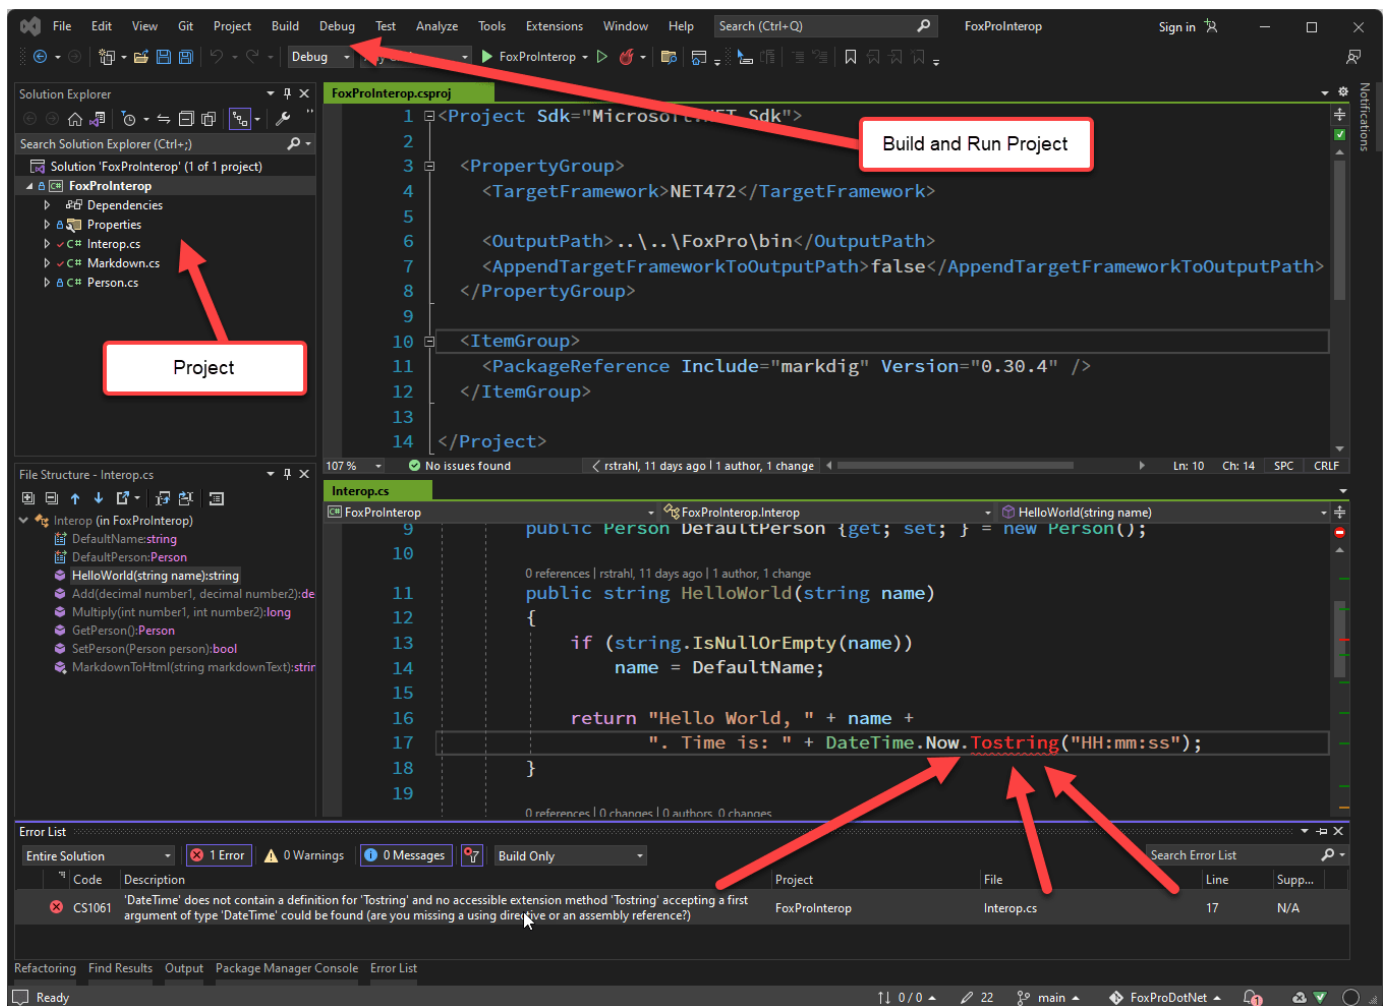 File Edit View Git Project Build Debug Test Analyze Tools Extensions Window Help Search (Ctrl+Q) FoxProInterop Sign in
Debug FoxProInterop
Solution Explorer
Search Solution Explorer (Ctrl+;)
Solution 'FoxProInterop' (1 of 1 project)
C# FoxProInterop
Dependencies
Properties
C# Interop.cs
C# Markdown.cs
C# Person.cs
Project
Build and Run Project
FoxProInterop.csproj
1 <Project Sdk="Microsoft.NET.Sdk">
2
3 <PropertyGroup>
4 <TargetFramework>NET472</TargetFramework>
5
6 <OutputPath>..\..\FoxPro\bin</OutputPath>
7 <AppendTargetFrameworkToOutputPath>false</AppendTargetFrameworkToOutputPath>
8 </PropertyGroup>
9
10 <ItemGroup>
11 <PackageReference Include="markdig" Version="0.30.4" />
12 </ItemGroup>
13
14 </Project>
107 % No issues found rstrahl, 11 days ago | 1 author, 1 change Ln: 10 Ch: 14 SPC CRLF
Notifications
File Structure - Interop.cs
Interop (in FoxProInterop)
DefaultName:string
DefaultPerson:Person
HelloWorld(string name):string
Add(decimal number1, decimal number2):de
Multiply(int number1, int number2):long
GetPerson():Person
SetPerson(Person person):bool
MarkdownToHtml(string markdownText):strin
Interop.cs
C# FoxProInterop FoxProInterop.Interop HelloWorld(string name)
9 public Person DefaultPerson {get; set; } = new Person();
10
0 references | rstrahl, 11 days ago | 1 author, 1 change
11 public string HelloWorld(string name)
12 {
13 if (string.IsNullOrEmpty(name))
14 name = DefaultName;
15
16 return "Hello World, " + name +
17 ". Time is: " + DateTime.Now.Tostring("HH:mm:ss");
18 }
19
0 references | 0 changes | 0 authors, 0 changes
Error List
Entire Solution 1 Error 0 Warnings 0 Messages Build Only Search Error List
Code Description Project File Line Supp...
CS1061 'DateTime' does not contain a definition for 'Tostring' and no accessible extension method 'Tostring' accepting a first
argument of type 'DateTime' could be found (are you missing a using directive or an assembly reference?) FoxProInterop Interop.cs 17 N/A
Refactoring Find Results Output Package Manager Console Error List
Ready 0 / 0 22 main FoxProDotNet 1